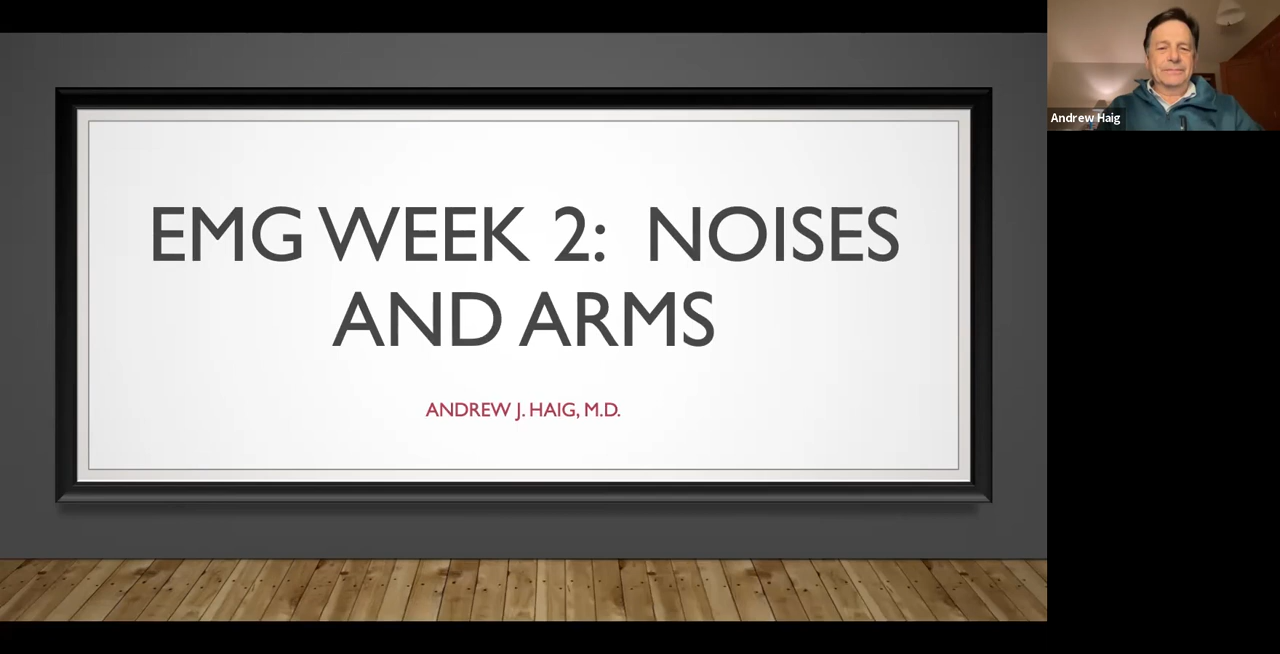 EMG WEEK 2: NOISES
AND ARMS
ANDREW J. HAIG, M.D.
Andrew Haig